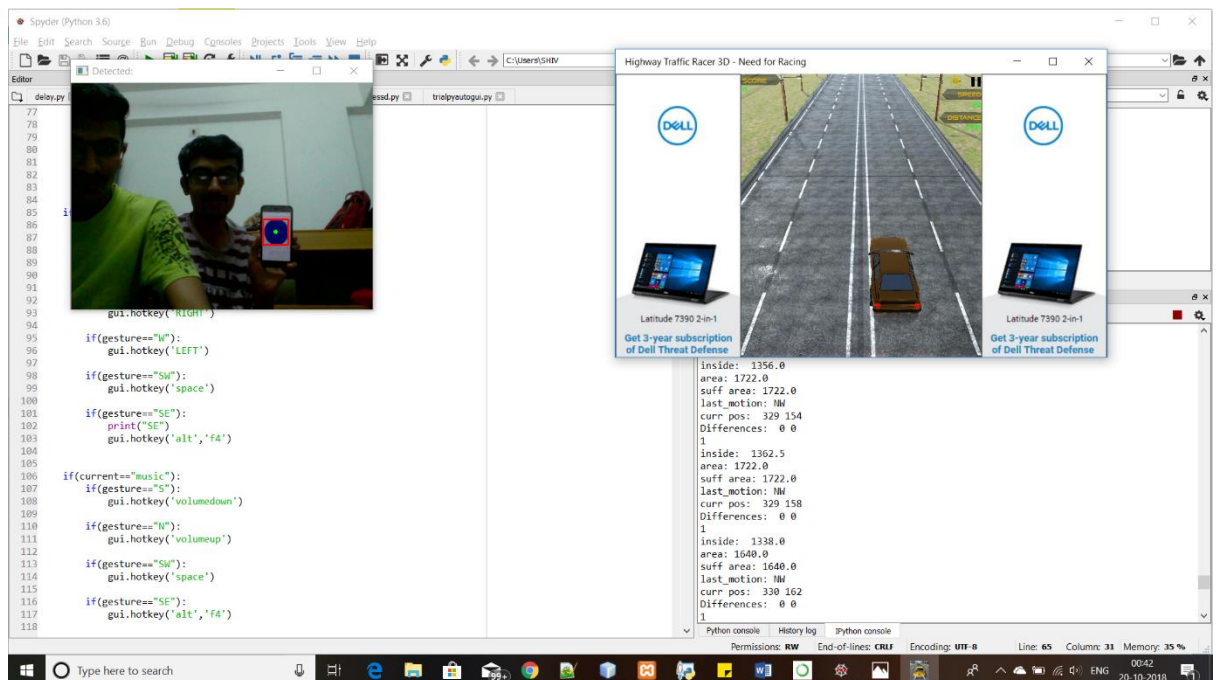 Spyder (Python 3.6)
File Edit Search Source Run Debug Consoles Projects Tools View Help
C:\Users\SHIV
Editor
delay.py
essd.py
trialpyautogui.py
Detected:
77
78
79
80
81
82
83
84
85 i
86
87
88
89
90
91
92
93 gui.hotkey('RIGHT')
94
95 if(gesture=="W"):
96 gui.hotkey('LEFT')
97
98 if(gesture=="SW"):
99 gui.hotkey('space')
100
101 if(gesture=="SE"):
102 print("SE")
103 gui.hotkey('alt','f4')
104
105
106 if(current=="music"):
107 if(gesture=="S"):
108 gui.hotkey('volumedown')
109
110 if(gesture=="N"):
111 gui.hotkey('volumeup')
112
113 if(gesture=="SW"):
114 gui.hotkey('space')
115
116 if(gesture=="SE"):
117 gui.hotkey('alt','f4')
118
Highway Traffic Racer 3D - Need for Racing
DELL
Latitude 7390 2-in-1
Get 3-year subscription
of Dell Threat Defense
SCORE
SPEED
DISTANCE
DELL
Latitude 7390 2-in-1
Get 3-year subscription
of Dell Threat Defense
inside: 1356.0
area: 1722.0
suff area: 1722.0
last_motion: NW
curr pos: 329 154
Differences: 0 0
1
inside: 1362.5
area: 1722.0
suff area: 1722.0
last_motion: NW
curr pos: 329 158
Differences: 0 0
1
inside: 1338.0
area: 1640.0
suff area: 1640.0
last_motion: NW
curr pos: 330 162
Differences: 0 0
1
Python console History log IPython console
Permissions: RW End-of-lines: CRLF Encoding: UTF-8 Line: 65 Column: 31 Memory: 35 %
Type here to search
99+
ENG
00:42
20-10-2018